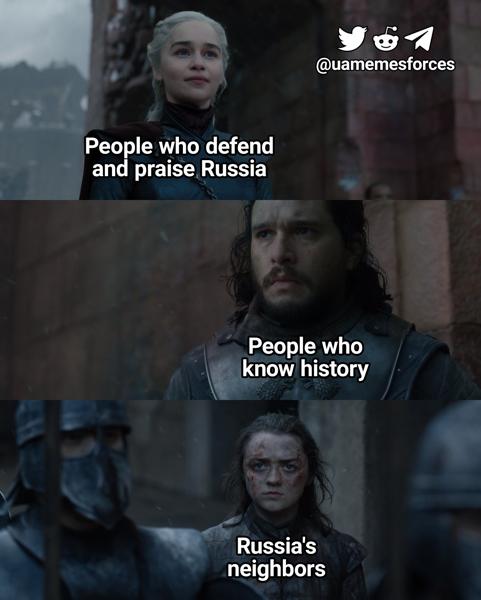 @uamemesforces
People who defend
and praise Russia
People who
know history
Russia's
neighbors